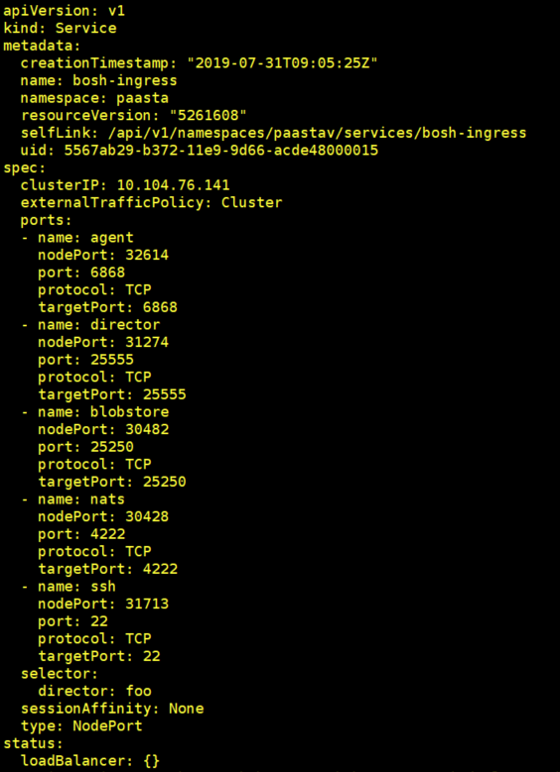 apiVersion: v1
kind: Service
metadata:
  creationTimestamp: "2019-07-31T09:05:25Z"
  name: bosh-ingress
  namespace: paasta
  resourceVersion: "5261608"
  selfLink: /api/v1/namespaces/paastav/services/bosh-ingress
  uid: 5567ab29-b372-11e9-9d66-acde48000015
spec:
  clusterIP: 10.104.76.141
  externalTrafficPolicy: Cluster
  ports:
  - name: agent
    nodePort: 32614
    port: 6868
    protocol: TCP
    targetPort: 6868
  - name: director
    nodePort: 31274
    port: 25555
    protocol: TCP
    targetPort: 25555
  - name: blobstore
    nodePort: 30482
    port: 25250
    protocol: TCP
    targetPort: 25250
  - name: nats
    nodePort: 30428
    port: 4222
    protocol: TCP
    targetPort: 4222
  - name: ssh
    nodePort: 31713
    port: 22
    protocol: TCP
    targetPort: 22
  selector:
    director: foo
  sessionAffinity: None
  type: NodePort
status:
  loadBalancer: {}